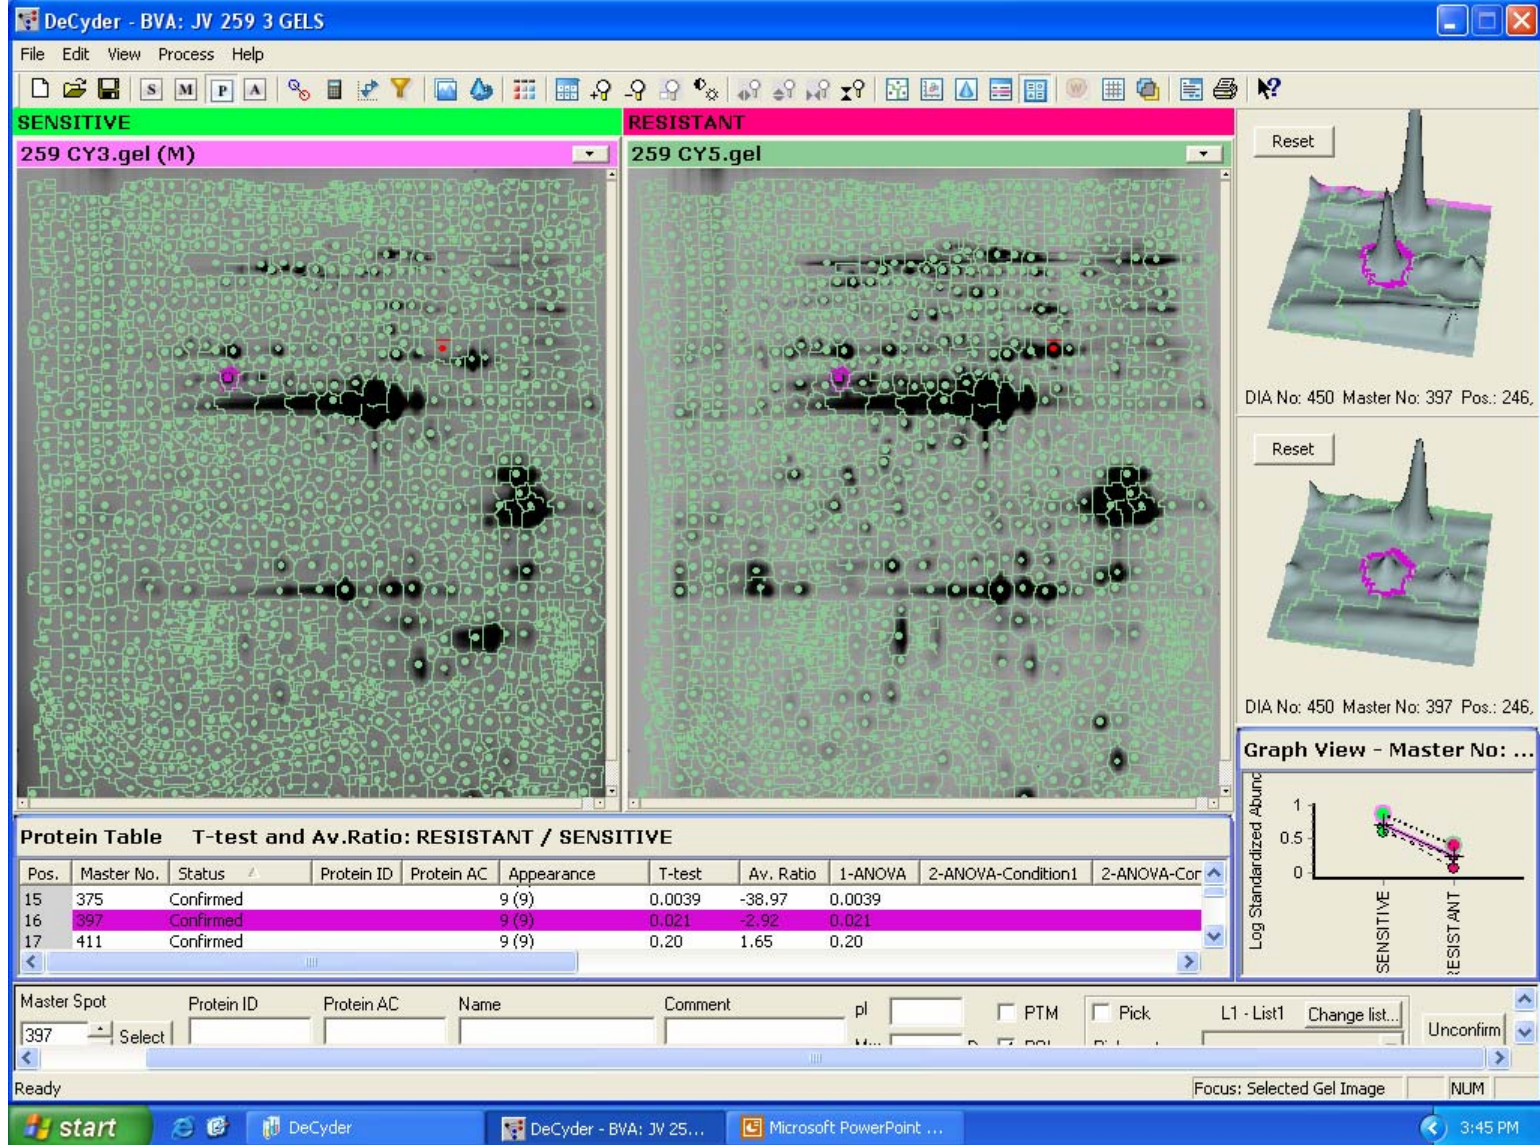 DeCyder - BVA: JV 259 3 GELS
File Edit View Process Help
S M P A
SENSITIVE
RESISTANT
259 CY3.gel (M)
259 CY5.gel
Reset
DIA No: 450 Master No: 397 Pos.: 246,
Reset
DIA No: 450 Master No: 397 Pos.: 246,
Graph View - Master No: ...
Log Standardized Abunc
1
0.5
0
SENSITIVE
RESISTANT
Protein Table T-test and Av.Ratio: RESISTANT / SENSITIVE
Pos. Master No. Status Protein ID Protein AC Appearance T-test Av. Ratio 1-ANOVA 2-ANOVA-Condition1 2-ANOVA-Cor
15 375 Confirmed 9 (9) 0.0039 -38.97 0.0039
16 397 Confirmed 9 (9) 0.021 -2.92 0.021
17 411 Confirmed 9 (9) 0.20 1.65 0.20
Master Spot Protein ID Protein AC Name Comment pI PTM Pick L1 - List1 Change list...
397 Select Unconfirm
Ready
Focus: Selected Gel Image NUM
start DeCyder DeCyder - BVA: JV 25... Microsoft PowerPoint ... 3:45 PM